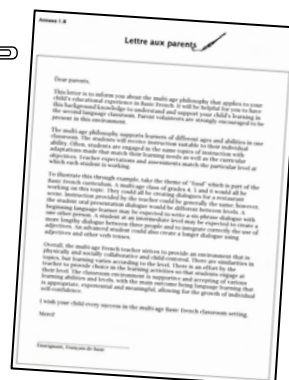 Annexe 1.8
Lettre aux parents
Dear parents,
This letter is to inform you about the multi-age philosophy that applies to your
child's educational experience in Basic French. It will be helpful for you to have
this background knowledge to understand and support your child's learning in
the second language classroom. Parent volunteers are strongly encouraged to be
present in this environment.
The multi-age philosophy supports learners of different ages and abilities in one
classroom. The students will receive instruction suitable to their individual
ability. Often, students are engaged in the same topics of instruction with
adaptations made that match their learning needs as well as the curricular
objectives. Teacher expectations and assessments match the particular level at
which each student is working.
To illustrate this through example, take the theme of "food" which is part of the
Basic French curriculum. A multi-age class of grades 4, 5 and 6 would all be
working on this topic. They could all be creating dialogues for a restaurant
scene. Instruction provided by the teacher could be generally the same; however,
the student oral presentation dialogue would be different between levels. A
beginning language learner may be expected to write a six-phrase dialogue with
one other person. A student at an intermediate level may be expected to create a
more lengthy dialogue between three people and to integrate correctly the use of
adjectives. An advanced student could also create a longer dialogue using
adjectives and other verb tenses.
Overall, the multi-age French teacher strives to provide an environment that is
physically and socially collaborative and child-centered. There are similarities in
topics, but learning varies according to the level. There is an effort by the
teacher to provide choice in the learning activities so that students engage at
their level. The classroom environment is supportive and accepting of various
learning abilities and levels, with the main outcome being language learning that
is appropriate, experiential and meaningful, allowing for the growth of individual
self-confidence.
I wish your child every success in the multi-age Basic French classroom setting.
Merci!
Enseignant, Français de base